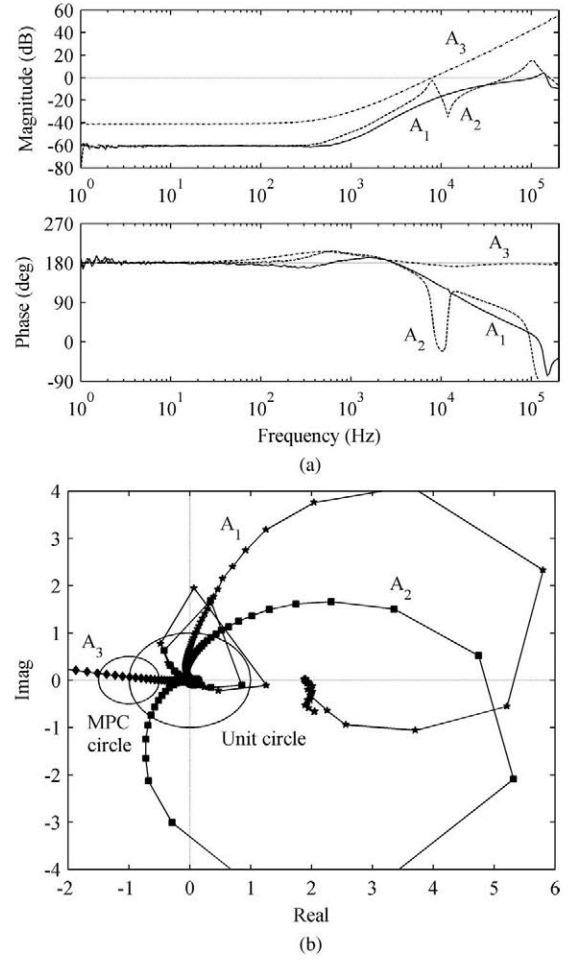 60
40
20
0
-20
-40
-60
-80
Magnitude (dB)
A3
A1
A2
10^0 10^1 10^2 10^3 10^4 10^5
270
180
90
0
-90
Phase (deg)
A3
A2
A1
10^0 10^1 10^2 10^3 10^4 10^5
Frequency (Hz)
(a)
4
3
2
1
0
-1
-2
-3
-4
Imag
A1
A2
A3
MPC
circle
Unit circle
-2 -1 0 1 2 3 4 5 6
Real
(b)